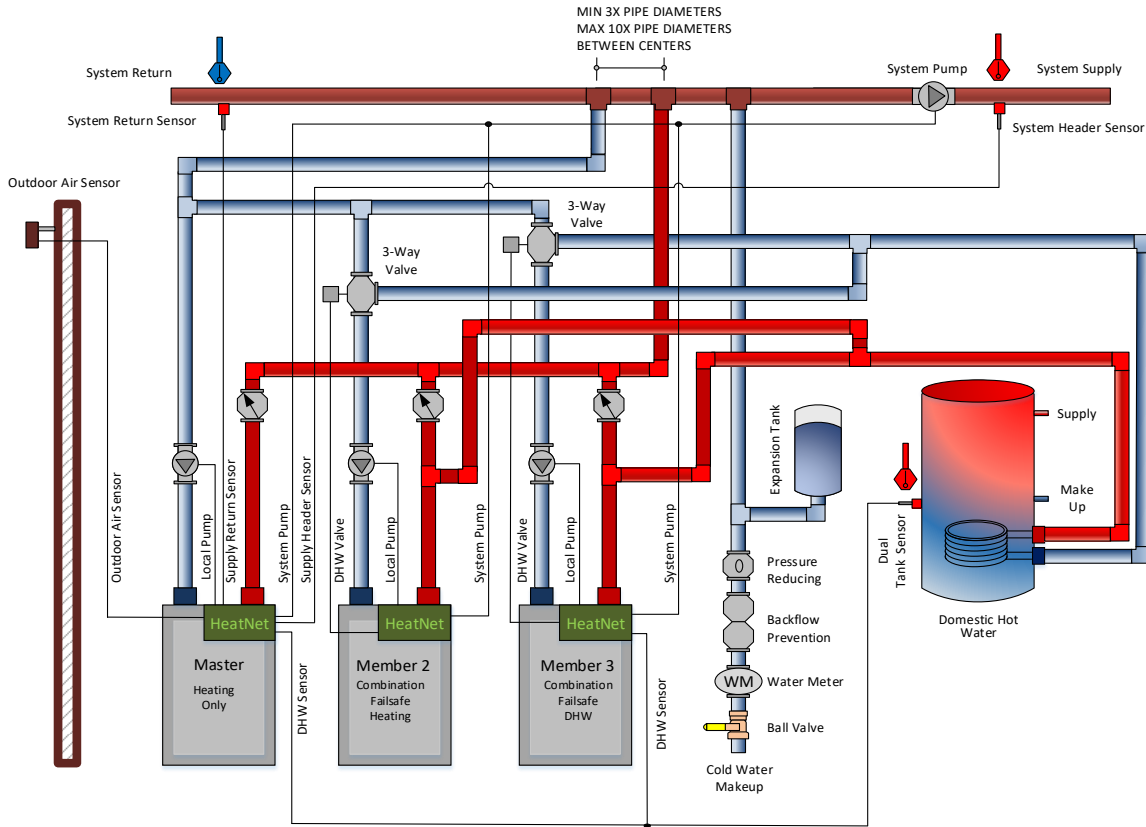 MIN 3X PIPE DIAMETERS
MAX 10X PIPE DIAMETERS
BETWEEN CENTERS
System Return
System Pump
System Supply
System Return Sensor
System Header Sensor
Outdoor Air Sensor
3-Way
Valve
3-Way
Valve
Expansion Tank
Supply
Make
Up
Dual
Tank Sensor
Domestic Hot
Water
Outdoor Air Sensor
Local Pump
Supply Return Sensor
System Pump
Supply Header Sensor
DHW Valve
Local Pump
System Pump
DHW Valve
Local Pump
System Pump
Pressure
Reducing
Backflow
Prevention
WM
Water Meter
Ball Valve
Cold Water
Makeup
HeatNet
HeatNet
HeatNet
Master
Heating
Only
Member 2
Combination
Failsafe
Heating
Member 3
Combination
Failsafe
DHW
DHW Sensor
DHW Sensor